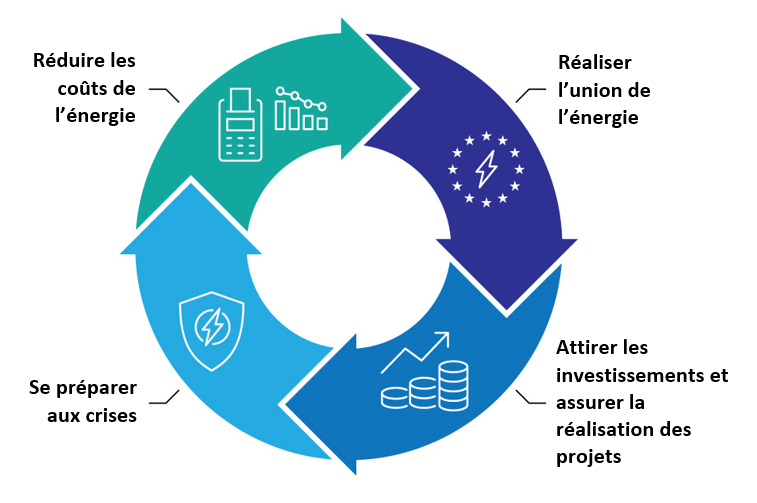 Réduire les
coûts de
l’énergie
Réaliser
l’union de
l’énergie
Attirer les
investissements et
assurer la
réalisation des
projets
Se préparer
aux crises